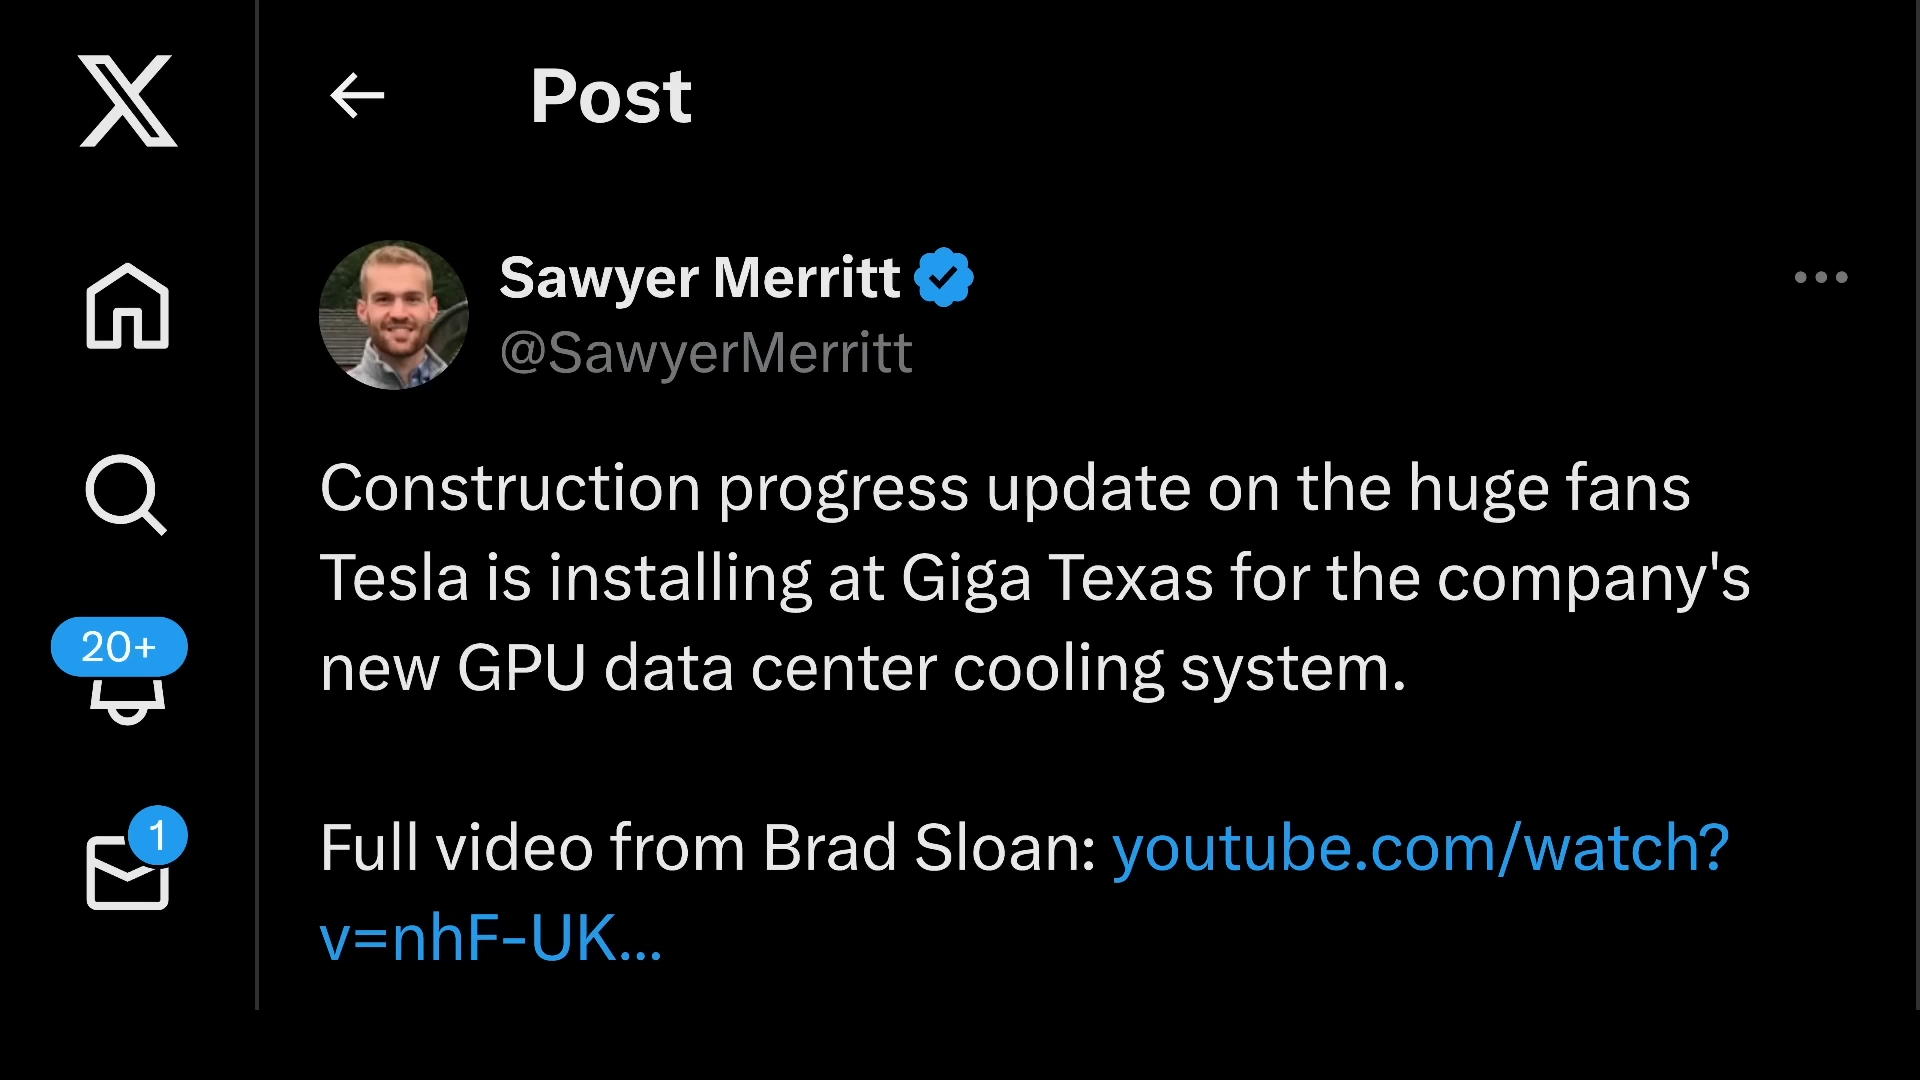 Post
Sawyer Merritt
@SawyerMerritt
Construction progress update on the huge fans
Tesla is installing at Giga Texas for the company's
new GPU data center cooling system.
Full video from Brad Sloan: youtube.com/watch?
v=nhF-UK...
20+
1